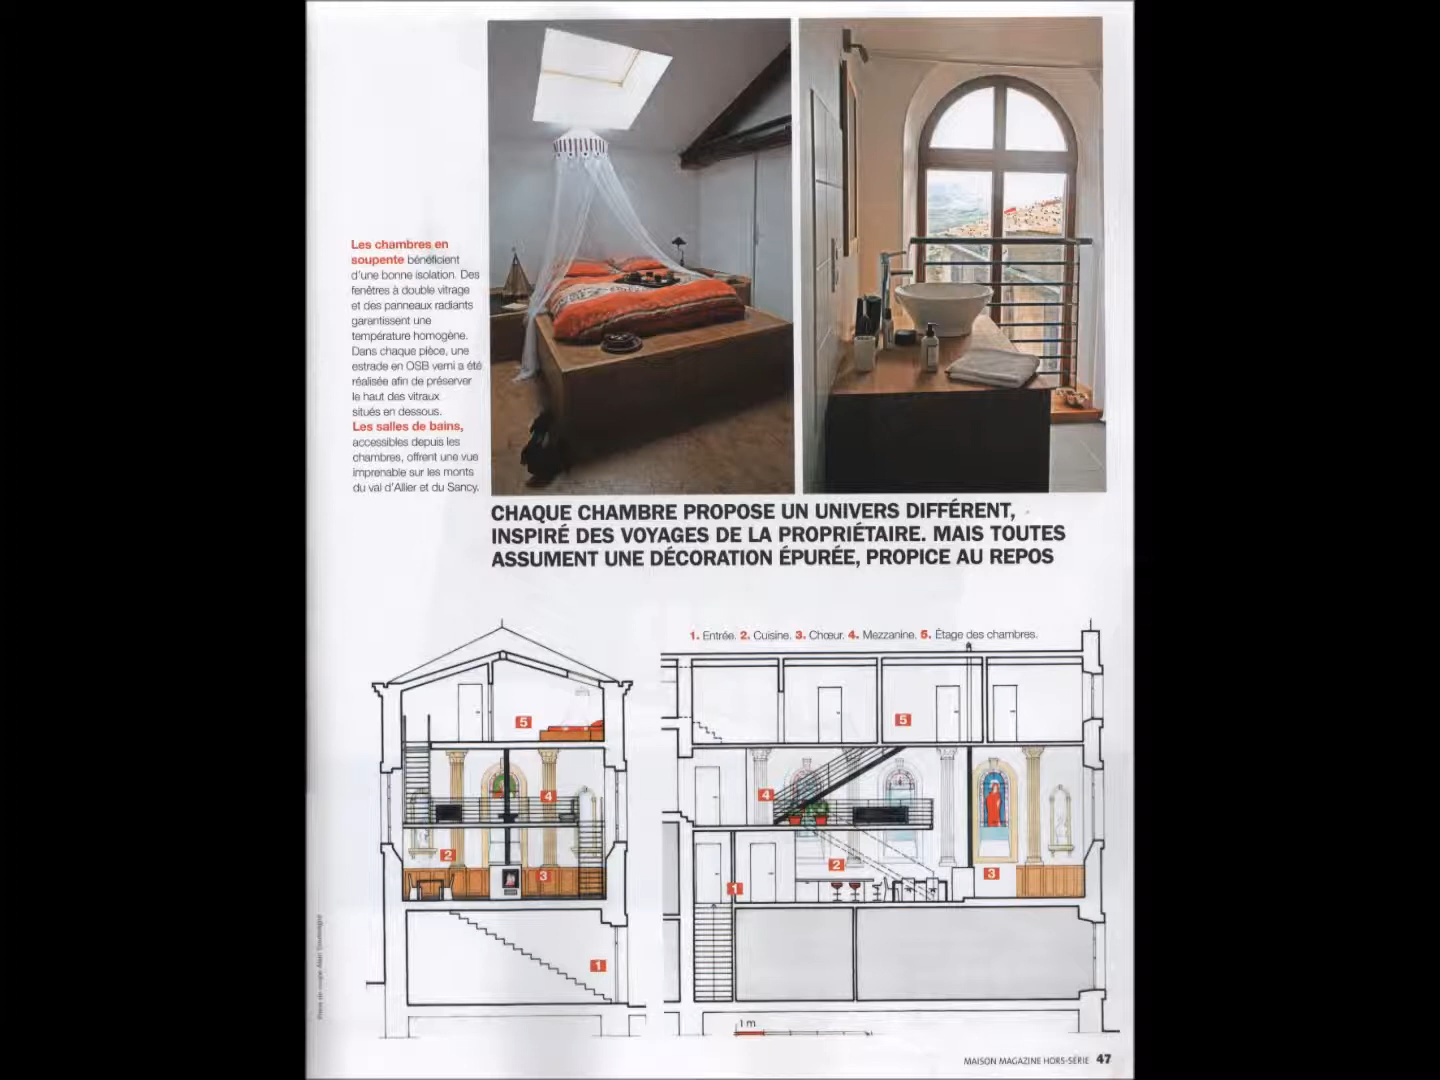 Les chambres en
soupente bénéficient
d'une bonne isolation. Des
fenêtres à double vitrage
et des panneaux radiants
garantissent une
température homogène.
Dans chaque pièce, une
estrade en OSB verni a été
réalisée afin de préserver
le haut des vitraux
situés en dessous.
Les salles de bains,
accessibles depuis les
chambres, offrent une vue
imprenable sur les monts
du val d'Allier et du Sancy.
CHAQUE CHAMBRE PROPOSE UN UNIVERS DIFFÉRENT,
INSPIRÉ DES VOYAGES DE LA PROPRIÉTAIRE. MAIS TOUTES
ASSUMENT UNE DÉCORATION ÉPURÉE, PROPICE AU REPOS
1. Entrée. 2. Cuisine. 3. Chœur. 4. Mezzanine. 5. Étage des chambres.
5
4
2
3
1
5
4
2
3
1
1 m
MAISON MAGAZINE HORS-SÉRIE 47